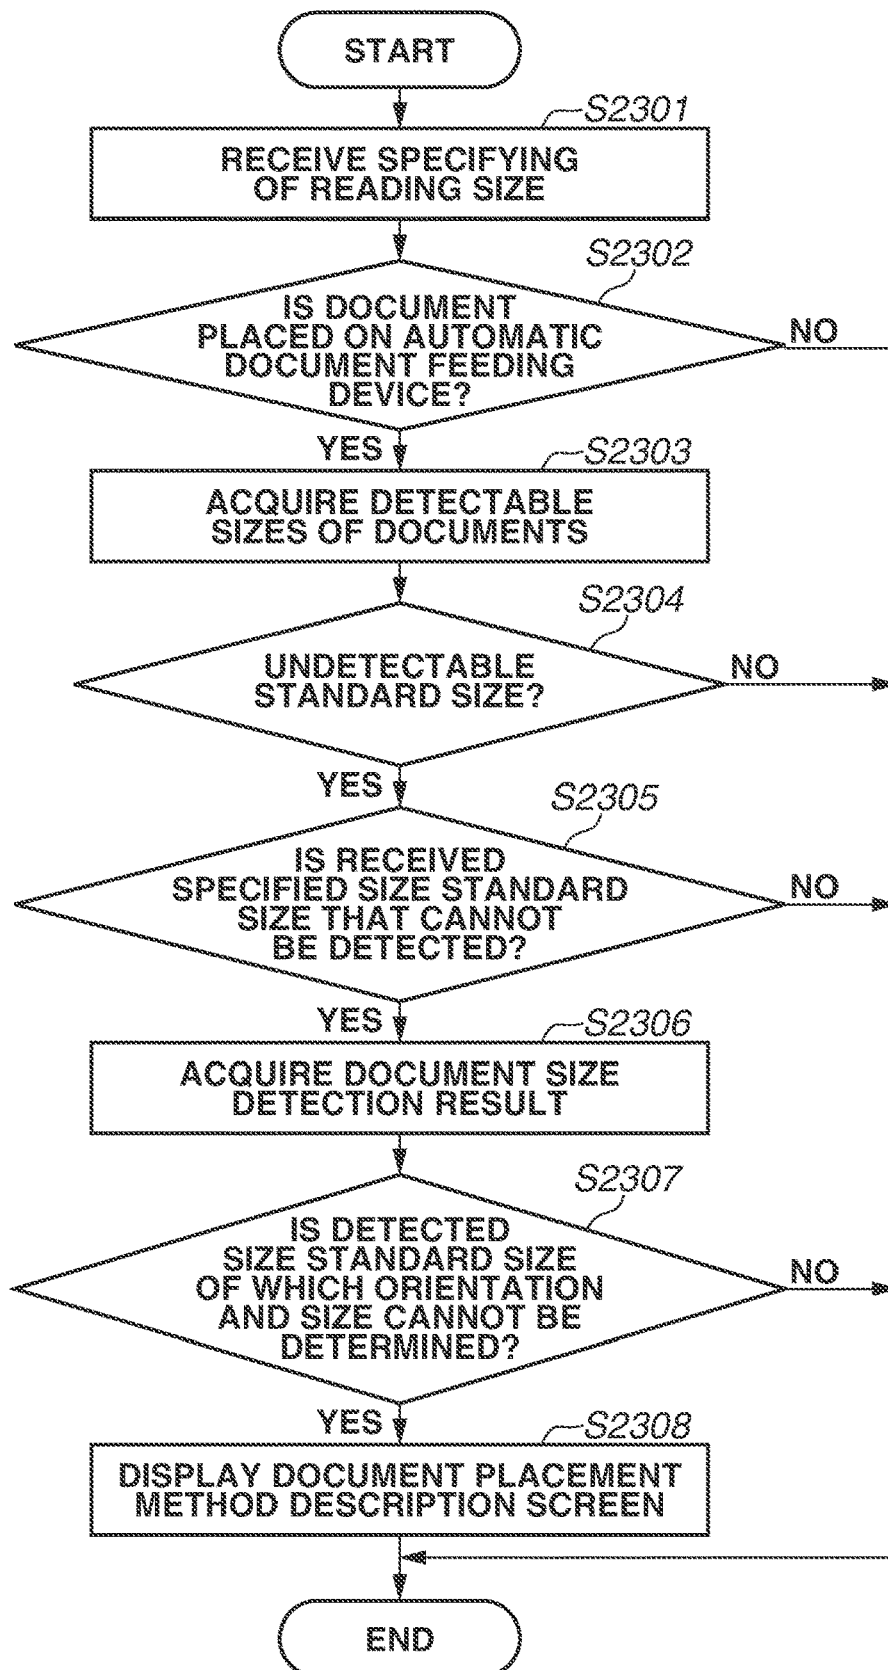 START
S2301
RECEIVE SPECIFYING
OF READING SIZE
S2302
IS DOCUMENT
PLACED ON AUTOMATIC
DOCUMENT FEEDING
DEVICE?
NO
YES
S2303
ACQUIRE DETECTABLE
SIZES OF DOCUMENTS
S2304
UNDETECTABLE
STANDARD SIZE?
NO
YES
S2305
IS RECEIVED
SPECIFIED SIZE STANDARD
SIZE THAT CANNOT
BE DETECTED?
NO
YES
S2306
ACQUIRE DOCUMENT SIZE
DETECTION RESULT
S2307
IS DETECTED
SIZE STANDARD SIZE
OF WHICH ORIENTATION
AND SIZE CANNOT BE
DETERMINED?
NO
YES
S2308
DISPLAY DOCUMENT PLACEMENT
METHOD DESCRIPTION SCREEN
END